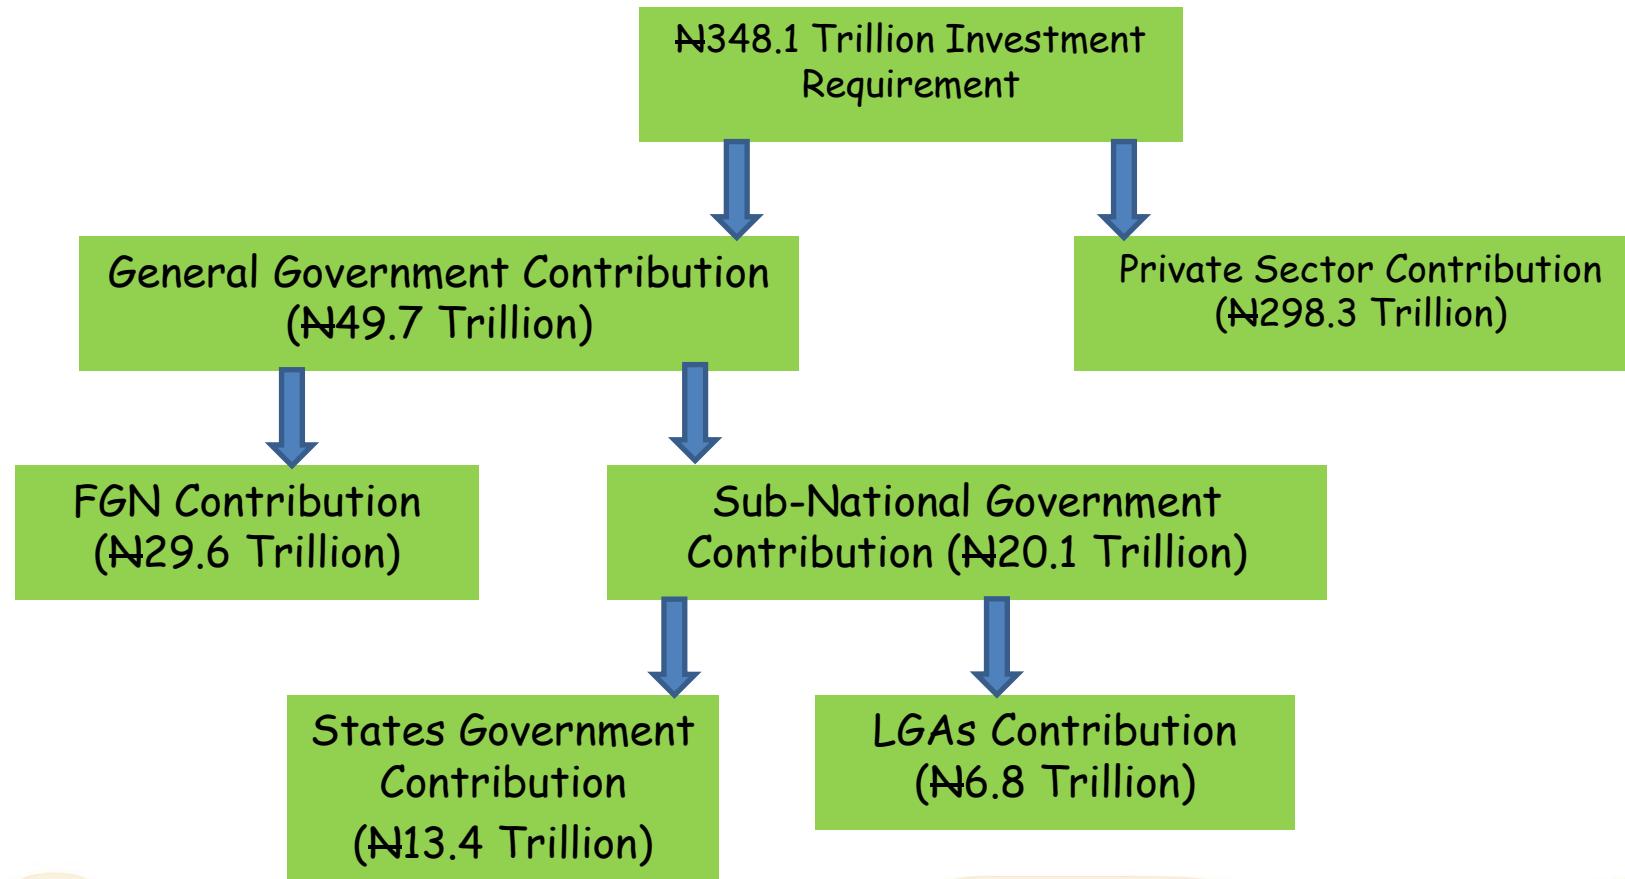 ₦348.1 Trillion Investment
Requirement
General Government Contribution
(₦49.7 Trillion)
Private Sector Contribution
(₦298.3 Trillion)
FGN Contribution
(₦29.6 Trillion)
Sub-National Government
Contribution (₦20.1 Trillion)
States Government
Contribution
(₦13.4 Trillion)
LGAs Contribution
(₦6.8 Trillion)